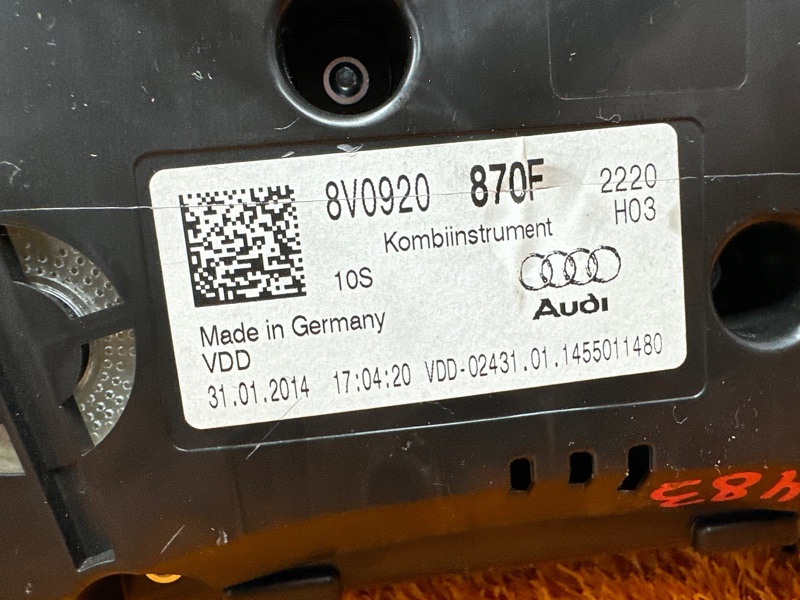 8V0920 870F 2220
H03
Kombiinstrument
10S
Audi
Made in Germany
VDD
31.01.2014 17:04:20 VDD-02431.01.1455011480
483